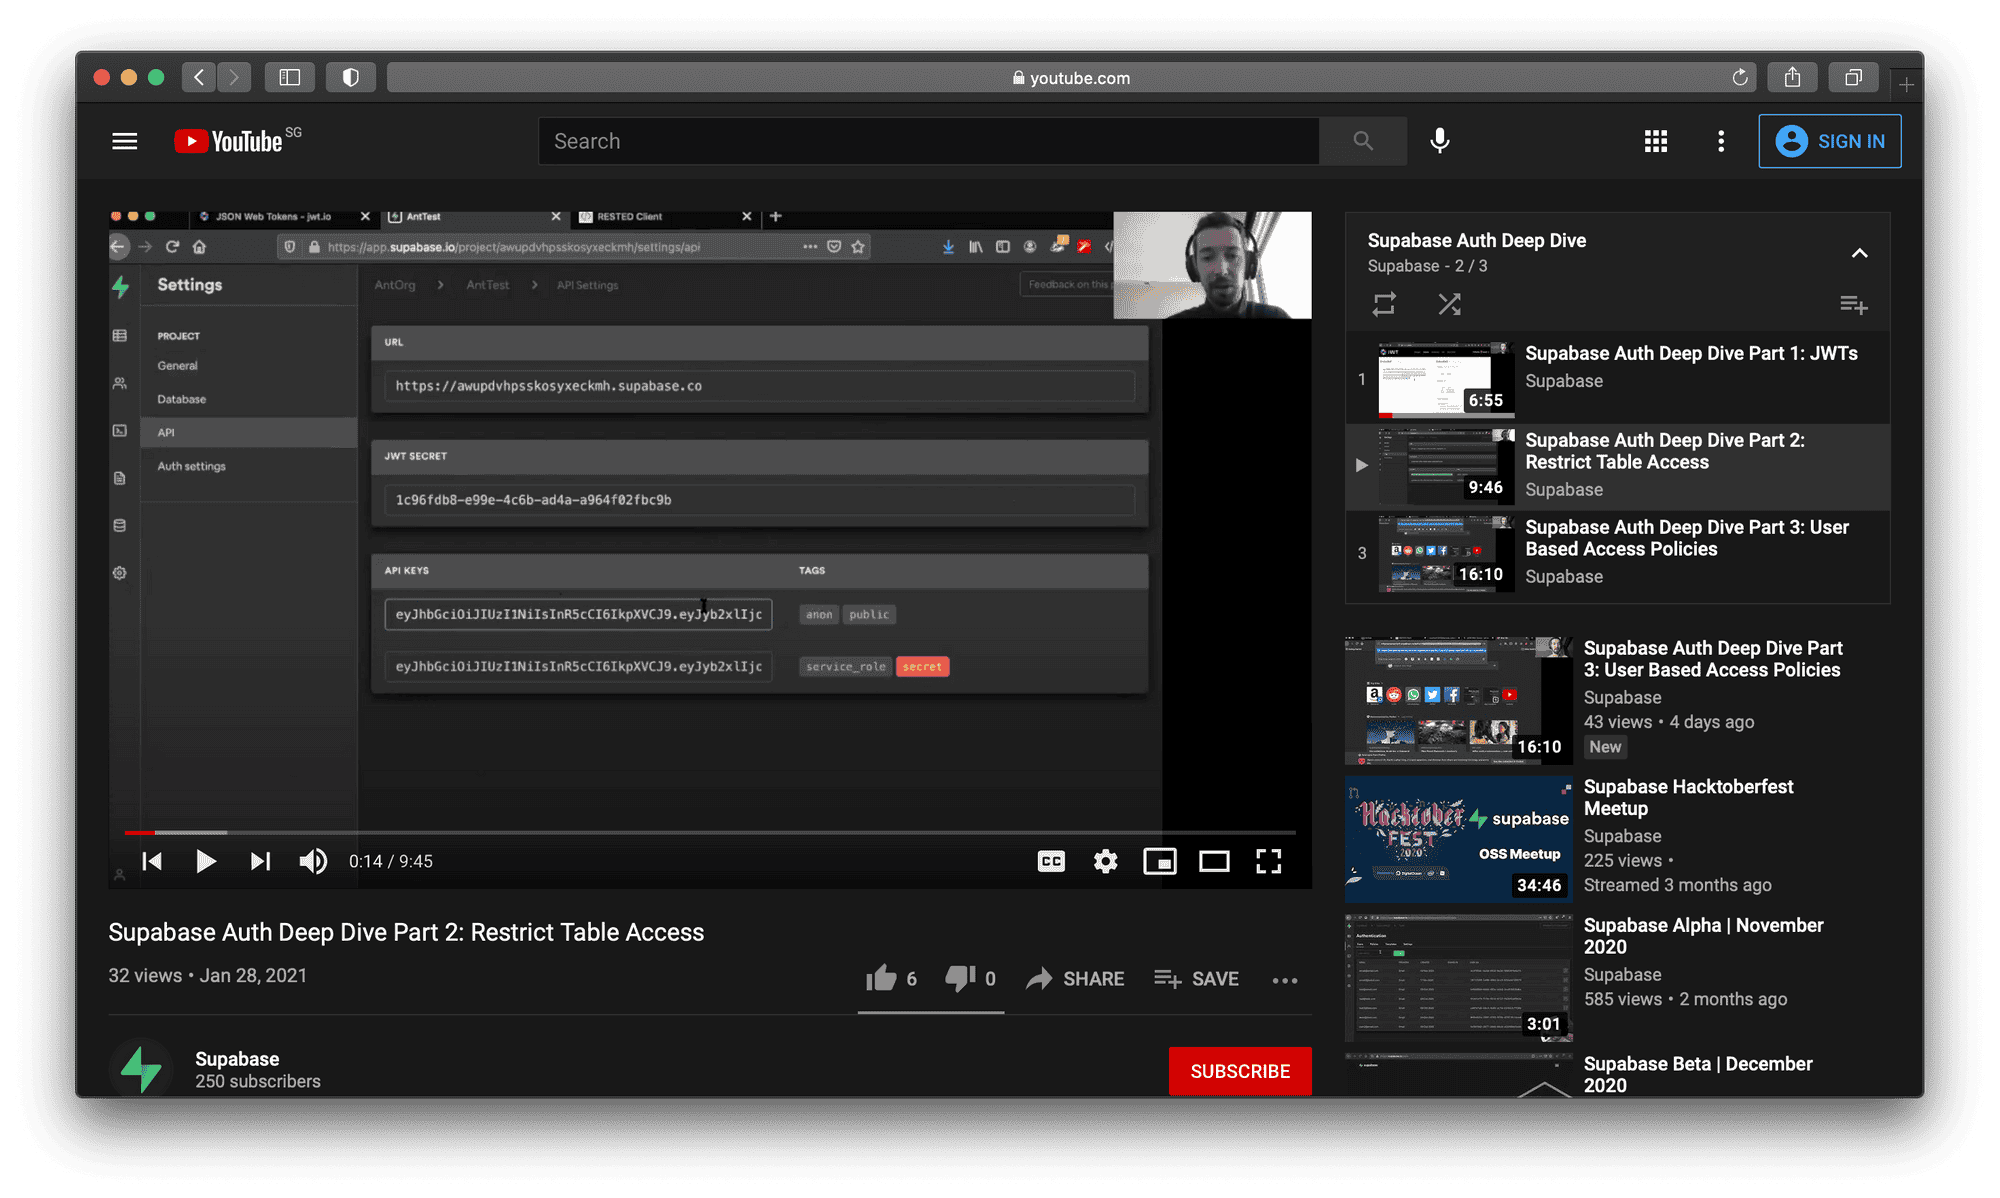 youtube.com
YouTube SG
Search
SIGN IN
JSON Web Tokens - jwt.io
AntTest
RESTED Client
https://app.supabase.io/project/awupdvhpsskosyxeckmh/settings/api
Settings
AntOrg > AntTest > API Settings
Feedback on this
PROJECT
General
Database
API
Auth settings
URL
https://awupdvhpsskosyxeckmh.supabase.co
JWT SECRET
1c96fdb8-e99e-4c6b-ad4a-a964f02fbc9b
API KEYS TAGS
eyJhbGciOiJIUzI1NiIsInR5cCI6IkpXVCJ9.eyJyb2xlIjc anon public
eyJhbGciOiJIUzI1NiIsInR5cCI6IkpXVCJ9.eyJyb2xlIjc service_role secret
0:14 / 9:45
CC
Supabase Auth Deep Dive Part 2: Restrict Table Access
32 views • Jan 28, 2021
6 0 SHARE SAVE
Supabase
250 subscribers
SUBSCRIBE
Supabase Auth Deep Dive
Supabase - 2 / 3
1
6:55
Supabase Auth Deep Dive Part 1: JWTs
Supabase
9:46
Supabase Auth Deep Dive Part 2:
Restrict Table Access
Supabase
3
16:10
Supabase Auth Deep Dive Part 3: User
Based Access Policies
Supabase
16:10
Supabase Auth Deep Dive Part
3: User Based Access Policies
Supabase
43 views • 4 days ago
New
Hacktober
FEST
2020
supabase
OSS Meetup
34:46
Supabase Hacktoberfest
Meetup
Supabase
225 views •
Streamed 3 months ago
Authentication
3:01
Supabase Alpha | November
2020
Supabase
585 views • 2 months ago
Supabase Beta | December
2020